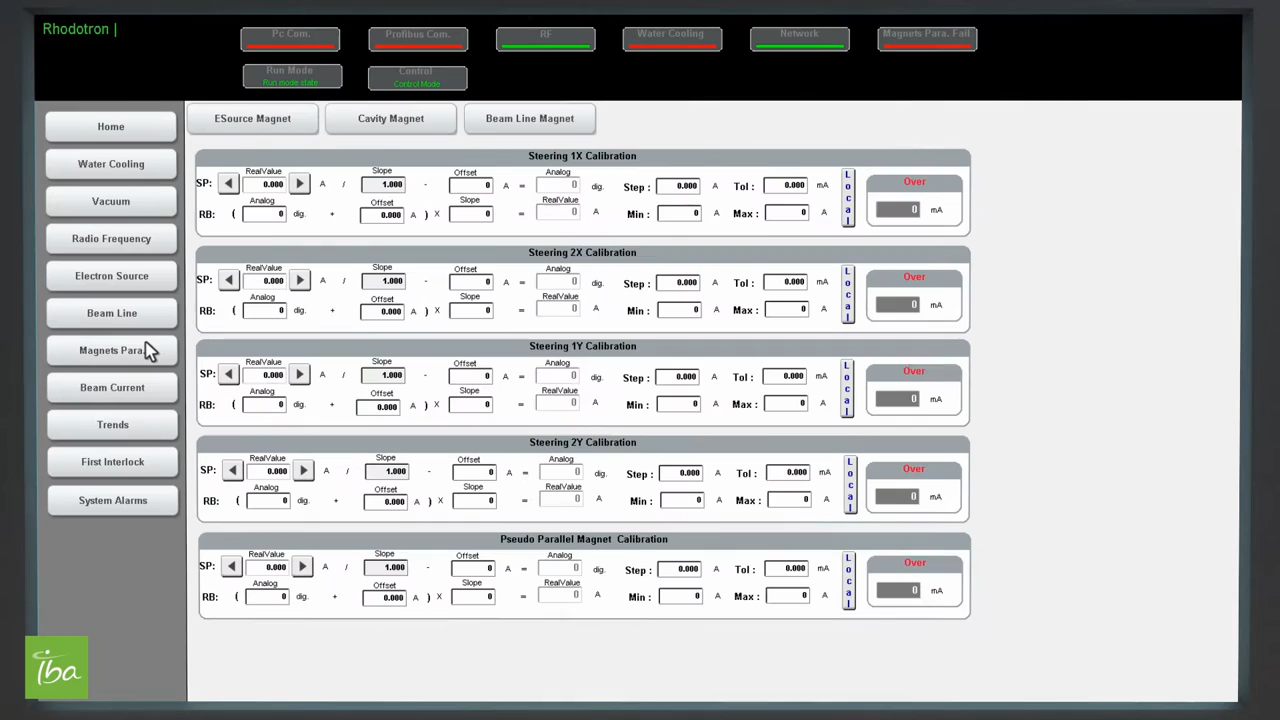 Rhodotron |
Pc Com.
Profibus Com.
RF
Water Cooling
Network
Magnets Para. Fail
Run Mode
Run mode state
Control
Control Mode
Home
Water Cooling
Vacuum
Radio Frequency
Electron Source
Beam Line
Magnets Para.
Beam Current
Trends
First Interlock
System Alarms
ESource Magnet
Cavity Magnet
Beam Line Magnet
Steering 1X Calibration
RealValue Slope Offset Analog
SP: 0.000 A / 1.000 - 0 A = 0 dig. Step : 0.000 A Tol : 0.000 mA
Analog Offset Slope RealValue
RB: ( 0 dig. + 0.000 A ) X 0 = 0 A Min : 0 A Max : 0 A
Local
Over
0 mA
Steering 2X Calibration
RealValue Slope Offset Analog
SP: 0.000 A / 1.000 - 0 A = 0 dig. Step : 0.000 A Tol : 0.000 mA
Analog Offset Slope RealValue
RB: ( 0 dig. + 0.000 A ) X 0 = 0 A Min : 0 A Max : 0 A
Local
Over
0 mA
Steering 1Y Calibration
RealValue Slope Offset Analog
SP: 0.000 A / 1.000 - 0 A = 0 dig. Step : 0.000 A Tol : 0.000 mA
Analog Offset Slope RealValue
RB: ( 0 dig. + 0.000 A ) X 0 = 0 A Min : 0 A Max : 0 A
Local
Over
0 mA
Steering 2Y Calibration
RealValue Slope Offset Analog
SP: 0.000 A / 1.000 - 0 A = 0 dig. Step : 0.000 A Tol : 0.000 mA
Analog Offset Slope RealValue
RB: ( 0 dig. + 0.000 A ) X 0 = 0 A Min : 0 A Max : 0 A
Local
Over
0 mA
Pseudo Parallel Magnet Calibration
RealValue Slope Offset Analog
SP: 0.000 A / 1.000 - 0 A = 0 dig. Step : 0.000 A Tol : 0.000 mA
Analog Offset Slope RealValue
RB: ( 0 dig. + 0.000 A ) X 0 = 0 A Min : 0 A Max : 0 A
Local
Over
0 mA
iba